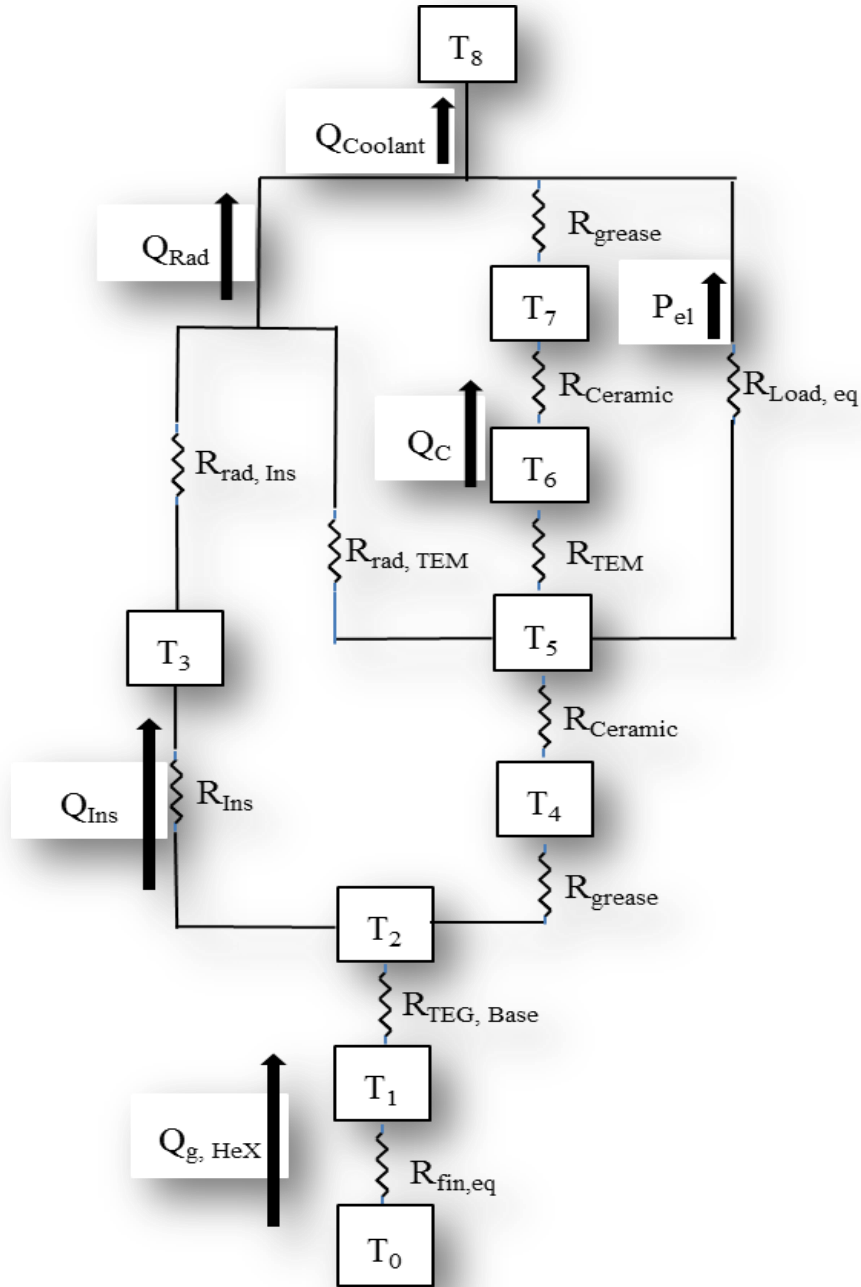 T8
QCoolant
Rgrease
QRad
T7
Pel
RCeramic
RLoad, eq
QC
T6
Rrad, Ins
Rrad, TEM
RTEM
T5
T3
RCeramic
QIns
RIns
T4
Rgrease
T2
RTEG, Base
T1
Qg, HeX
Rfin,eq
T0